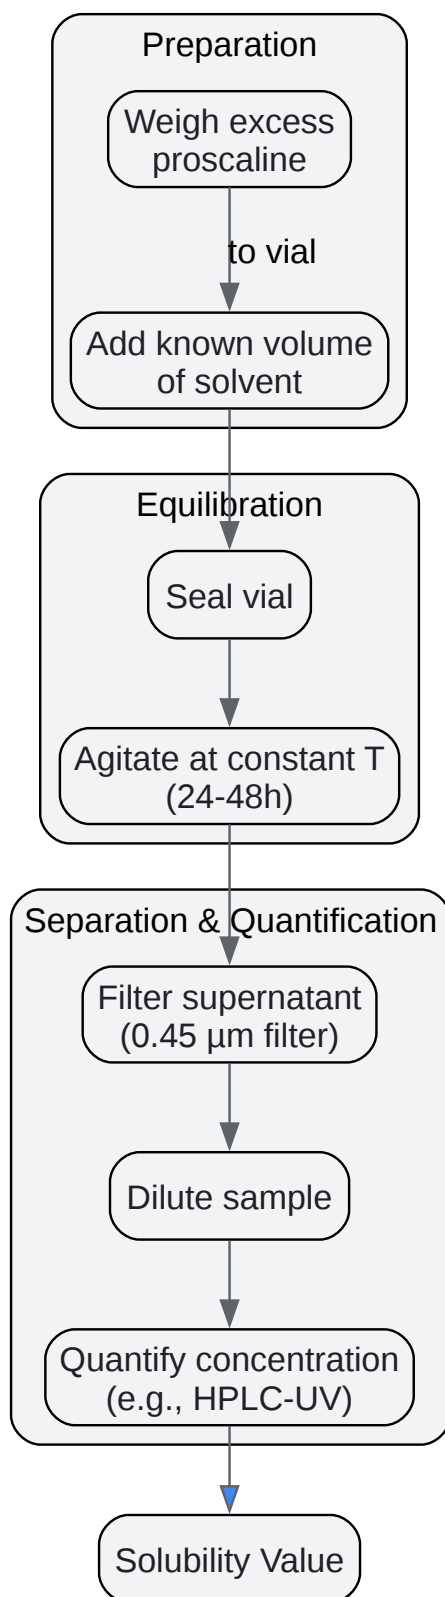 Preparation
Weigh excess
proscaline
to vial
Add known volume
of solvent
Equilibration
Seal vial
Agitate at constant T
(24-48h)
Separation & Quantification
Filter supernatant
(0.45 µm filter)
Dilute sample
Quantify concentration
(e.g., HPLC-UV)
Solubility Value